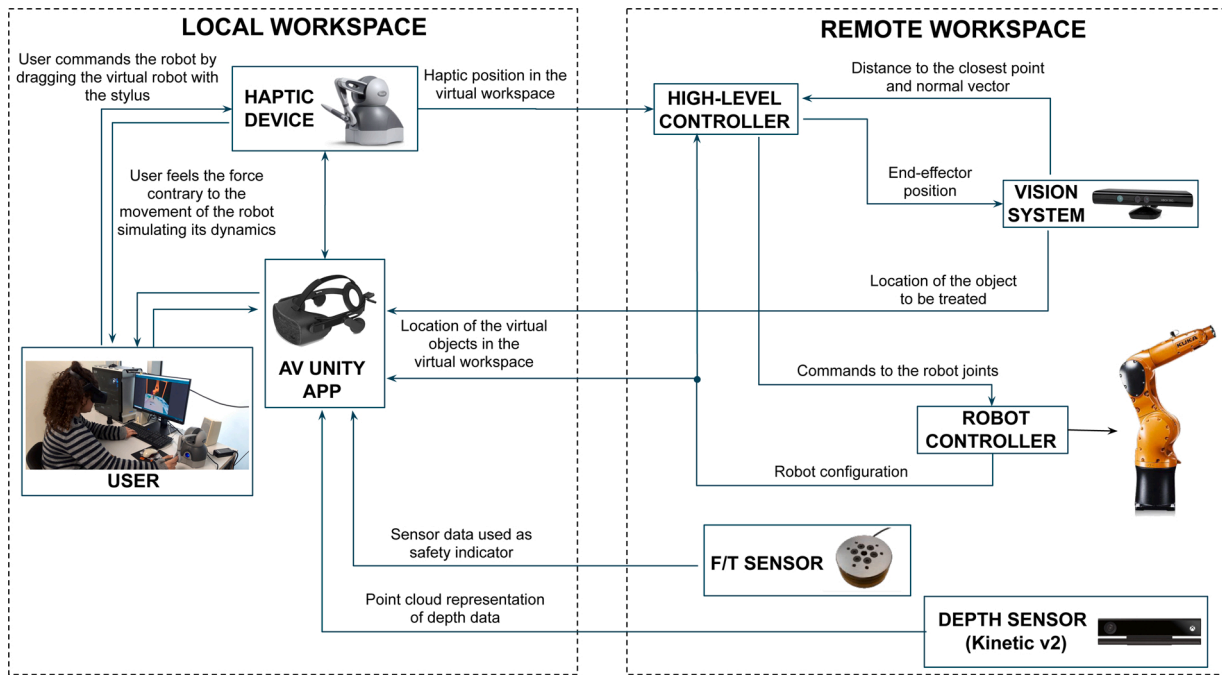 LOCAL WORKSPACE
User commands the robot by
dragging the virtual robot with
the stylus
HAPTIC
DEVICE
Haptic position in the
virtual workspace
User feels the force
contrary to the
movement of the robot
simulating its dynamics
AV UNITY
APP
Location of the virtual
objects in the
virtual workspace
USER
Sensor data used as
safety indicator
Point cloud representation
of depth data
REMOTE WORKSPACE
Distance to the closest point
and normal vector
HIGH-LEVEL
CONTROLLER
End-effector
position
VISION
SYSTEM
Location of the object
to be treated
KUKA
Commands to the robot joints
ROBOT
CONTROLLER
Robot configuration
F/T SENSOR
DEPTH SENSOR
(Kinetic v2)